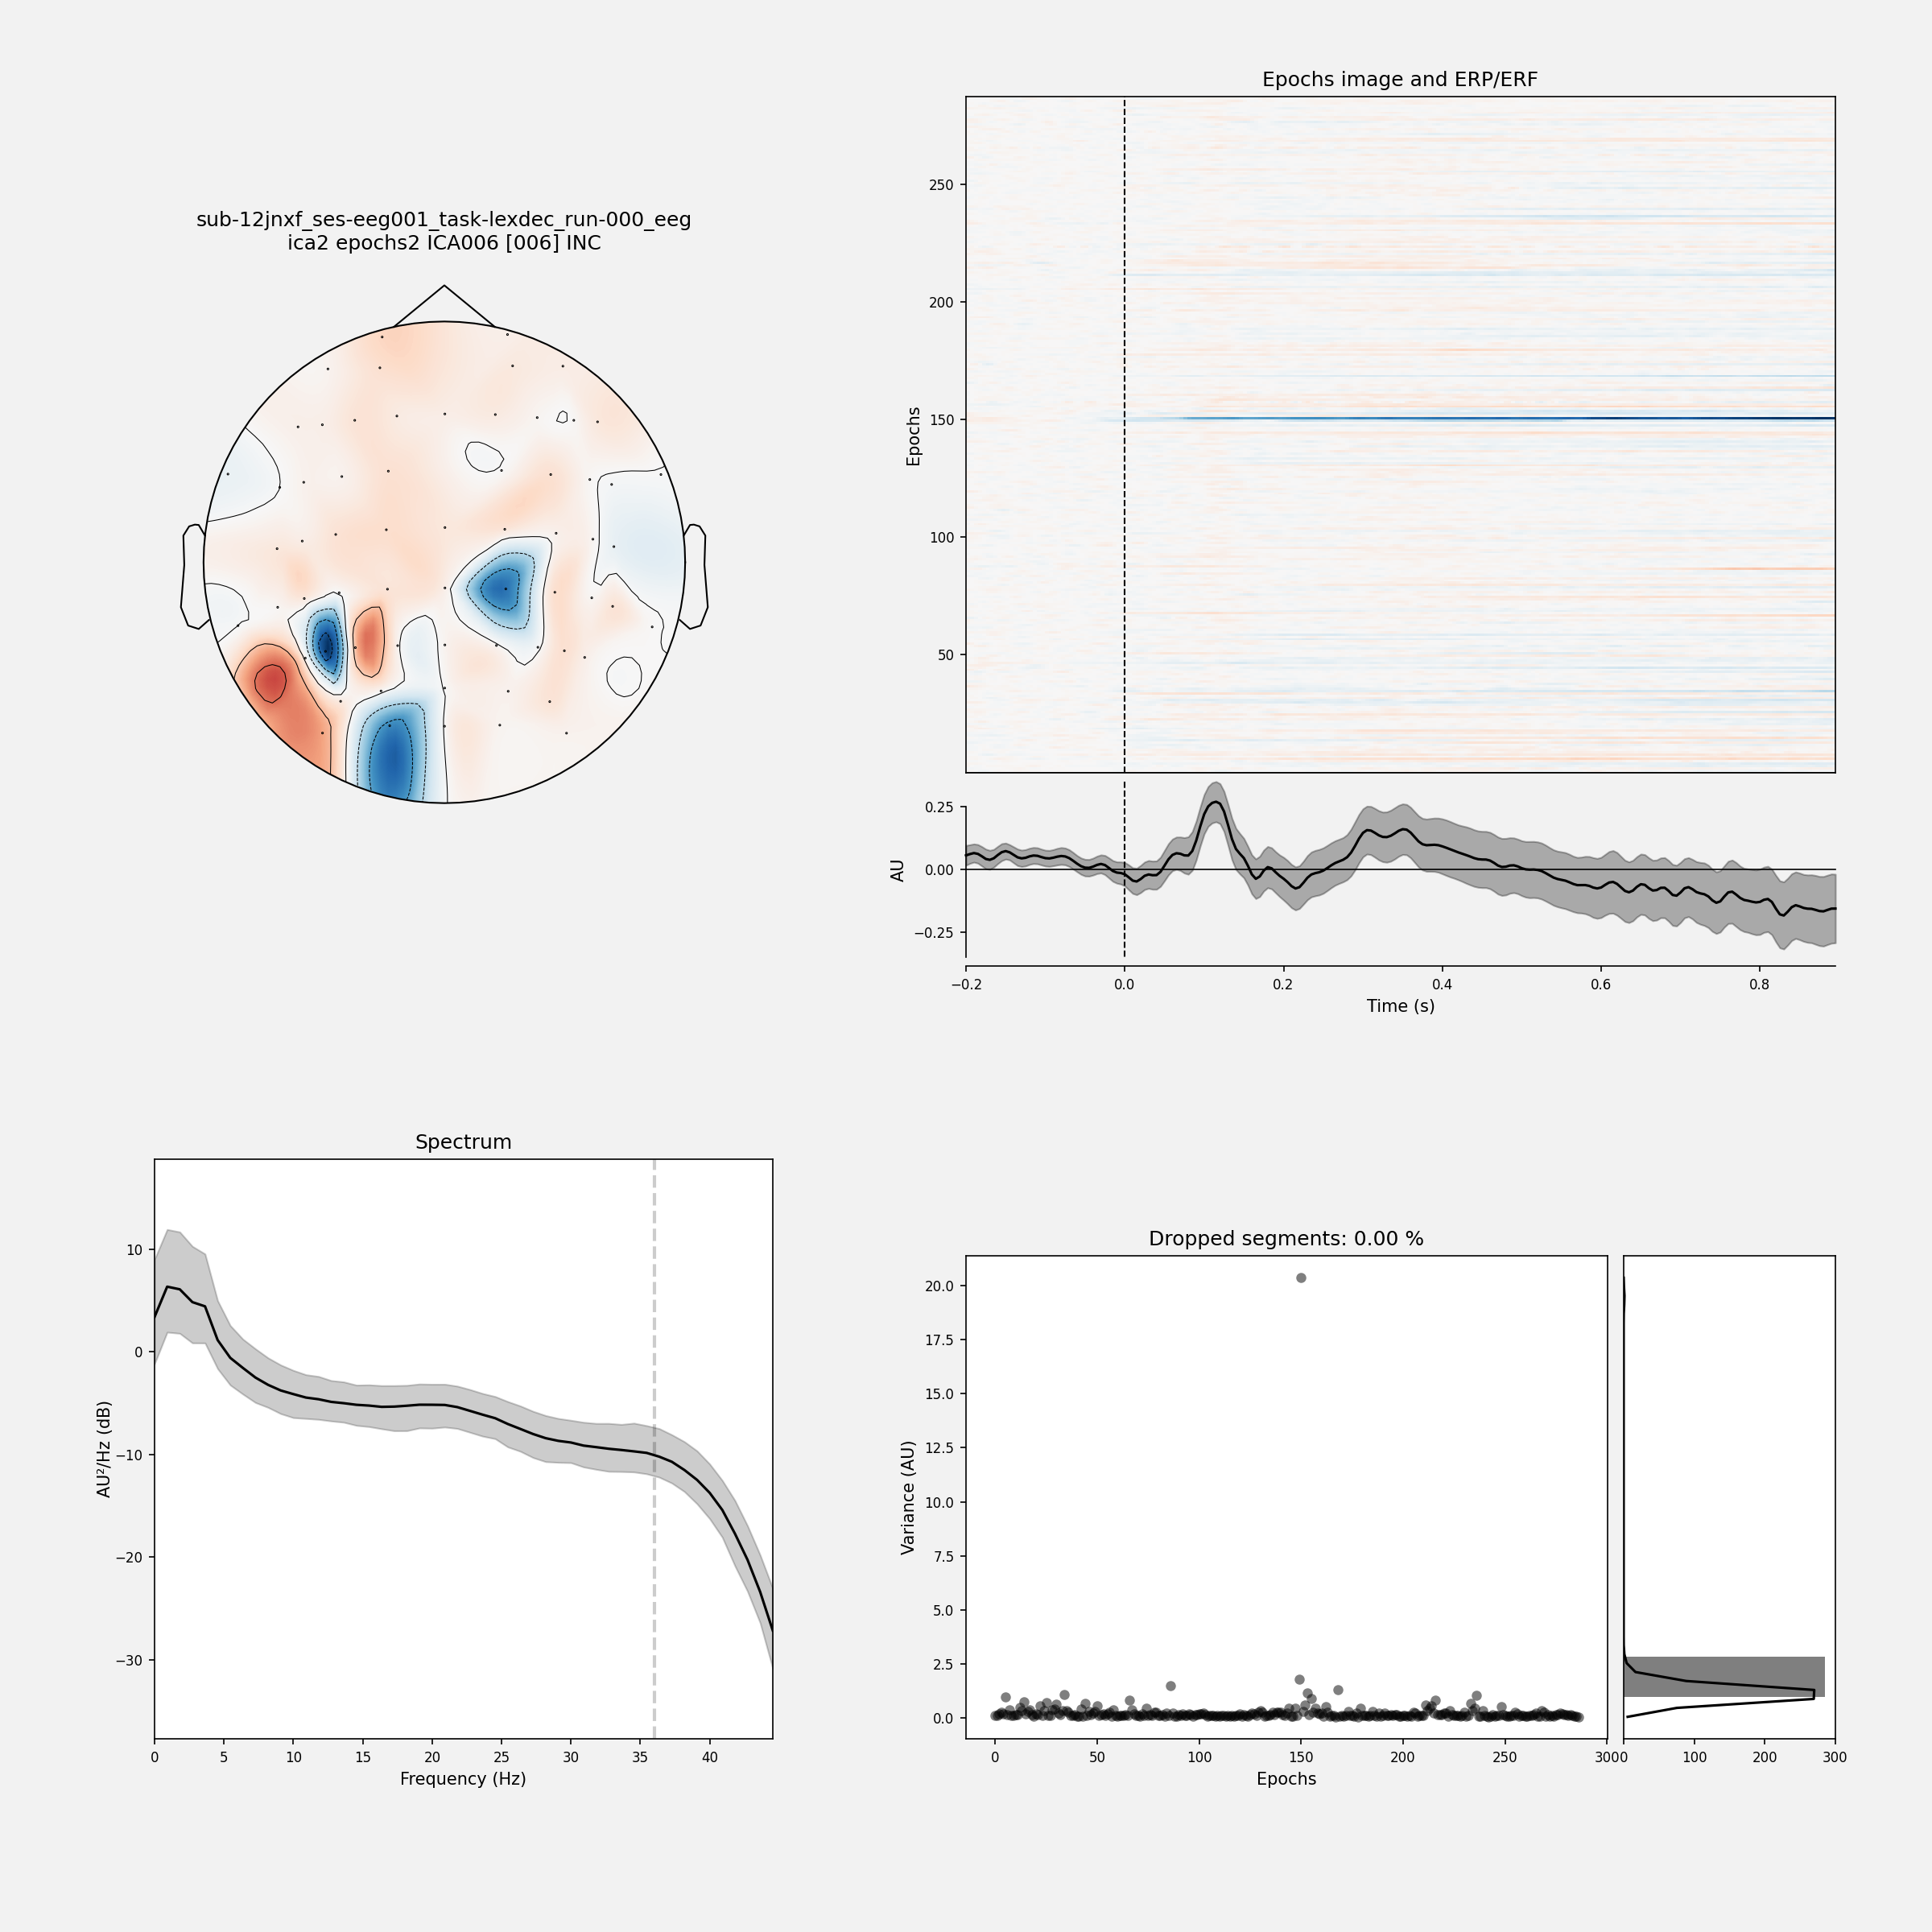 sub-12jnxf_ses-eeg001_task-lexdec_run-000_eeg
ica2 epochs2 ICA006 [006] INC
Epochs image and ERP/ERF
250
200
150
100
50
Epochs
0.25
0.00
−0.25
AU
−0.2 0.0 0.2 0.4 0.6 0.8
Time (s)
Spectrum
10
0
−10
−20
−30
AU²/Hz (dB)
0 5 10 15 20 25 30 35 40
Frequency (Hz)
Dropped segments: 0.00 %
20.0
17.5
15.0
12.5
10.0
7.5
5.0
2.5
0.0
Variance (AU)
0 50 100 150 200 250 300
Epochs
0 100 200 300